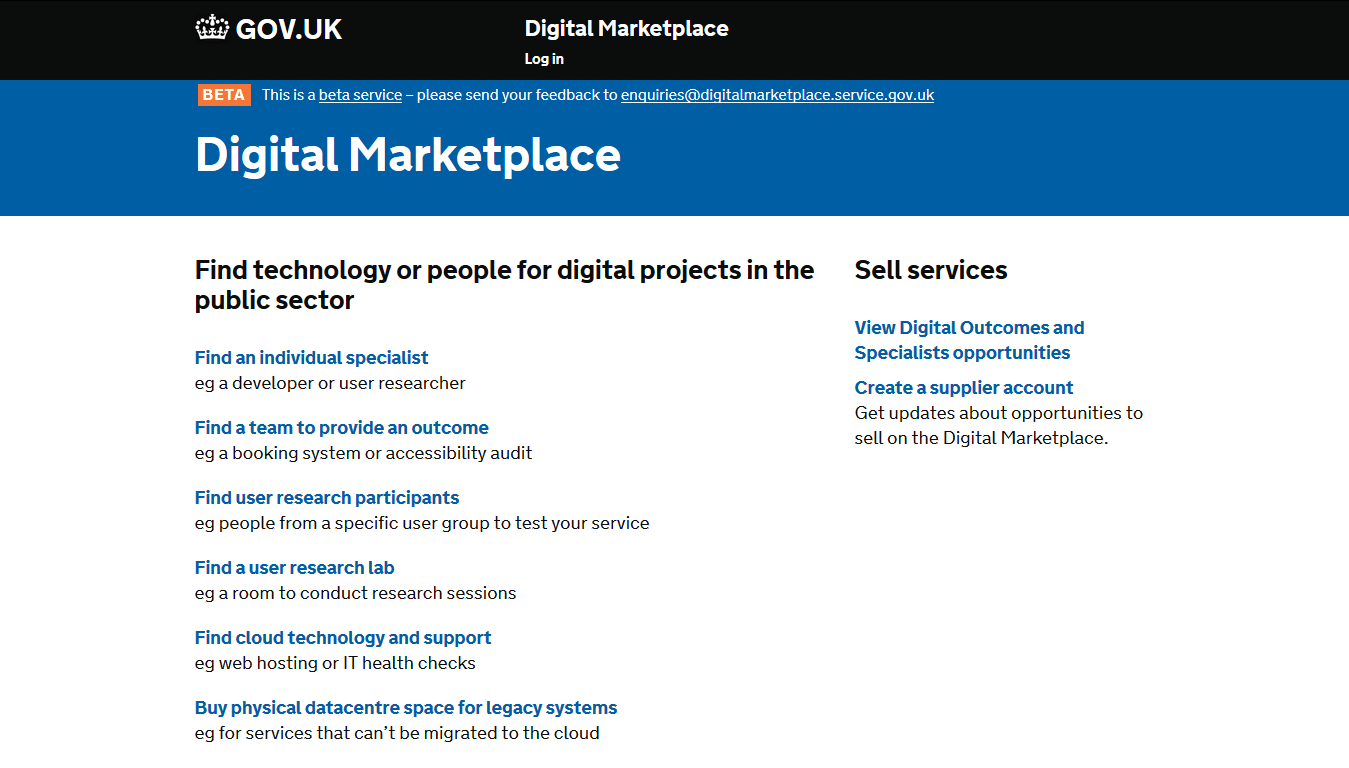 GOV.UK
Digital Marketplace
Log in
BETA This is a beta service – please send your feedback to enquiries@digitalmarketplace.service.gov.uk
Digital Marketplace
Find technology or people for digital projects in the
public sector
Find an individual specialist
eg a developer or user researcher
Find a team to provide an outcome
eg a booking system or accessibility audit
Find user research participants
eg people from a specific user group to test your service
Find a user research lab
eg a room to conduct research sessions
Find cloud technology and support
eg web hosting or IT health checks
Buy physical datacentre space for legacy systems
eg for services that can’t be migrated to the cloud
Sell services
View Digital Outcomes and
Specialists opportunities
Create a supplier account
Get updates about opportunities to
sell on the Digital Marketplace.